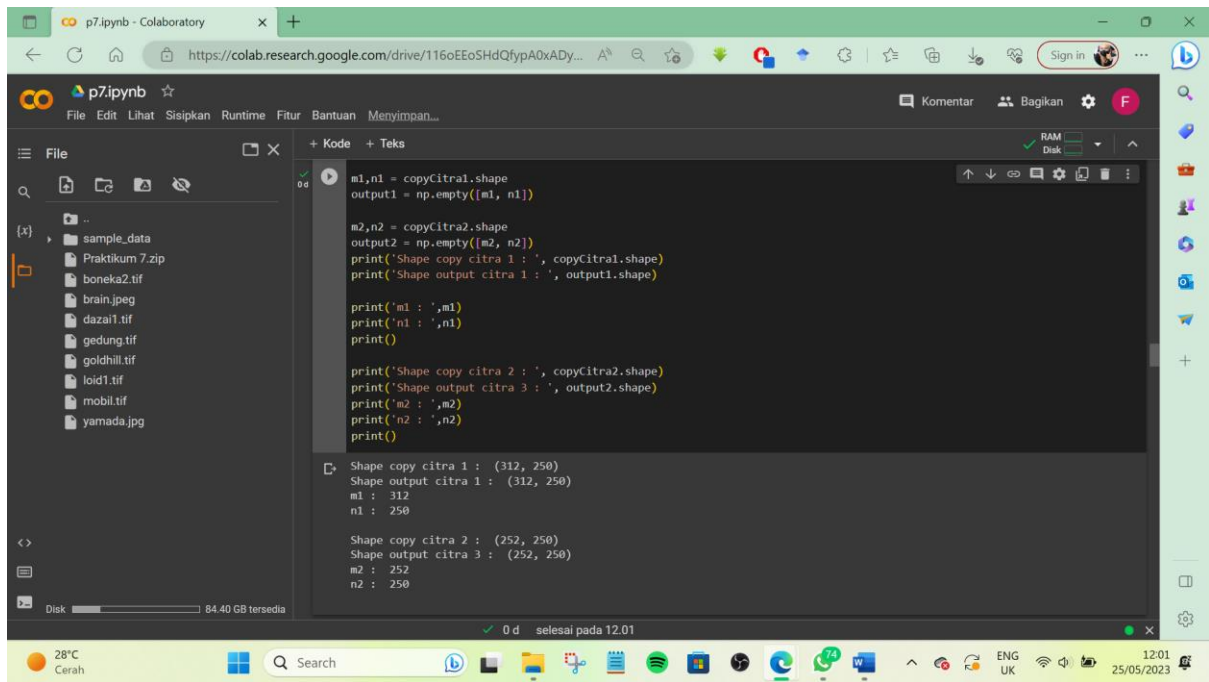 p7.ipynb - Colaboratory
https://colab.research.google.com/drive/116oEEoSHdQfypA0xADy...
Sign in
p7.ipynb
File Edit Lihat Sisipkan Runtime Fitur Bantuan Menyimpan...
Komentar Bagikan F
File
+ Kode + Teks
RAM
Disk
..
sample_data
Praktikum 7.zip
boneka2.tif
brain.jpeg
dazai1.tif
gedung.tif
goldhill.tif
loid1.tif
mobil.tif
yamada.jpg
Disk 84.40 GB tersedia
{x}
0 d
m1,n1 = copyCitra1.shape
output1 = np.empty([m1, n1])
m2,n2 = copyCitra2.shape
output2 = np.empty([m2, n2])
print('Shape copy citra 1 : ', copyCitra1.shape)
print('Shape output citra 1 : ', output1.shape)
print('m1 : ',m1)
print('n1 : ',n1)
print()
print('Shape copy citra 2 : ', copyCitra2.shape)
print('Shape output citra 3 : ', output2.shape)
print('m2 : ',m2)
print('n2 : ',n2)
print()
Shape copy citra 1 :  (312, 250)
Shape output citra 1 :  (312, 250)
m1 :  312
n1 :  250
Shape copy citra 2 :  (252, 250)
Shape output citra 3 :  (252, 250)
m2 :  252
n2 :  250
0 d selesai pada 12.01
28°C
Cerah
Search
74
ENG
UK
12:01
25/05/2023